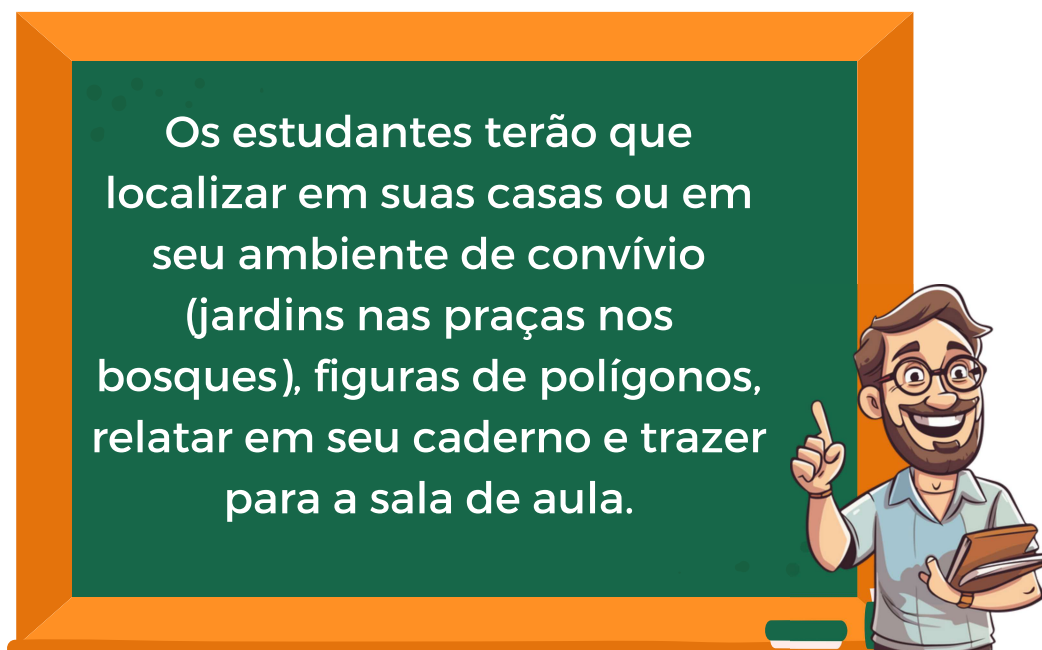 Os estudantes terão que
localizar em suas casas ou em
seu ambiente de convívio
(jardins nas praças nos
bosques), figuras de polígonos,
relatar em seu caderno e trazer
para a sala de aula.